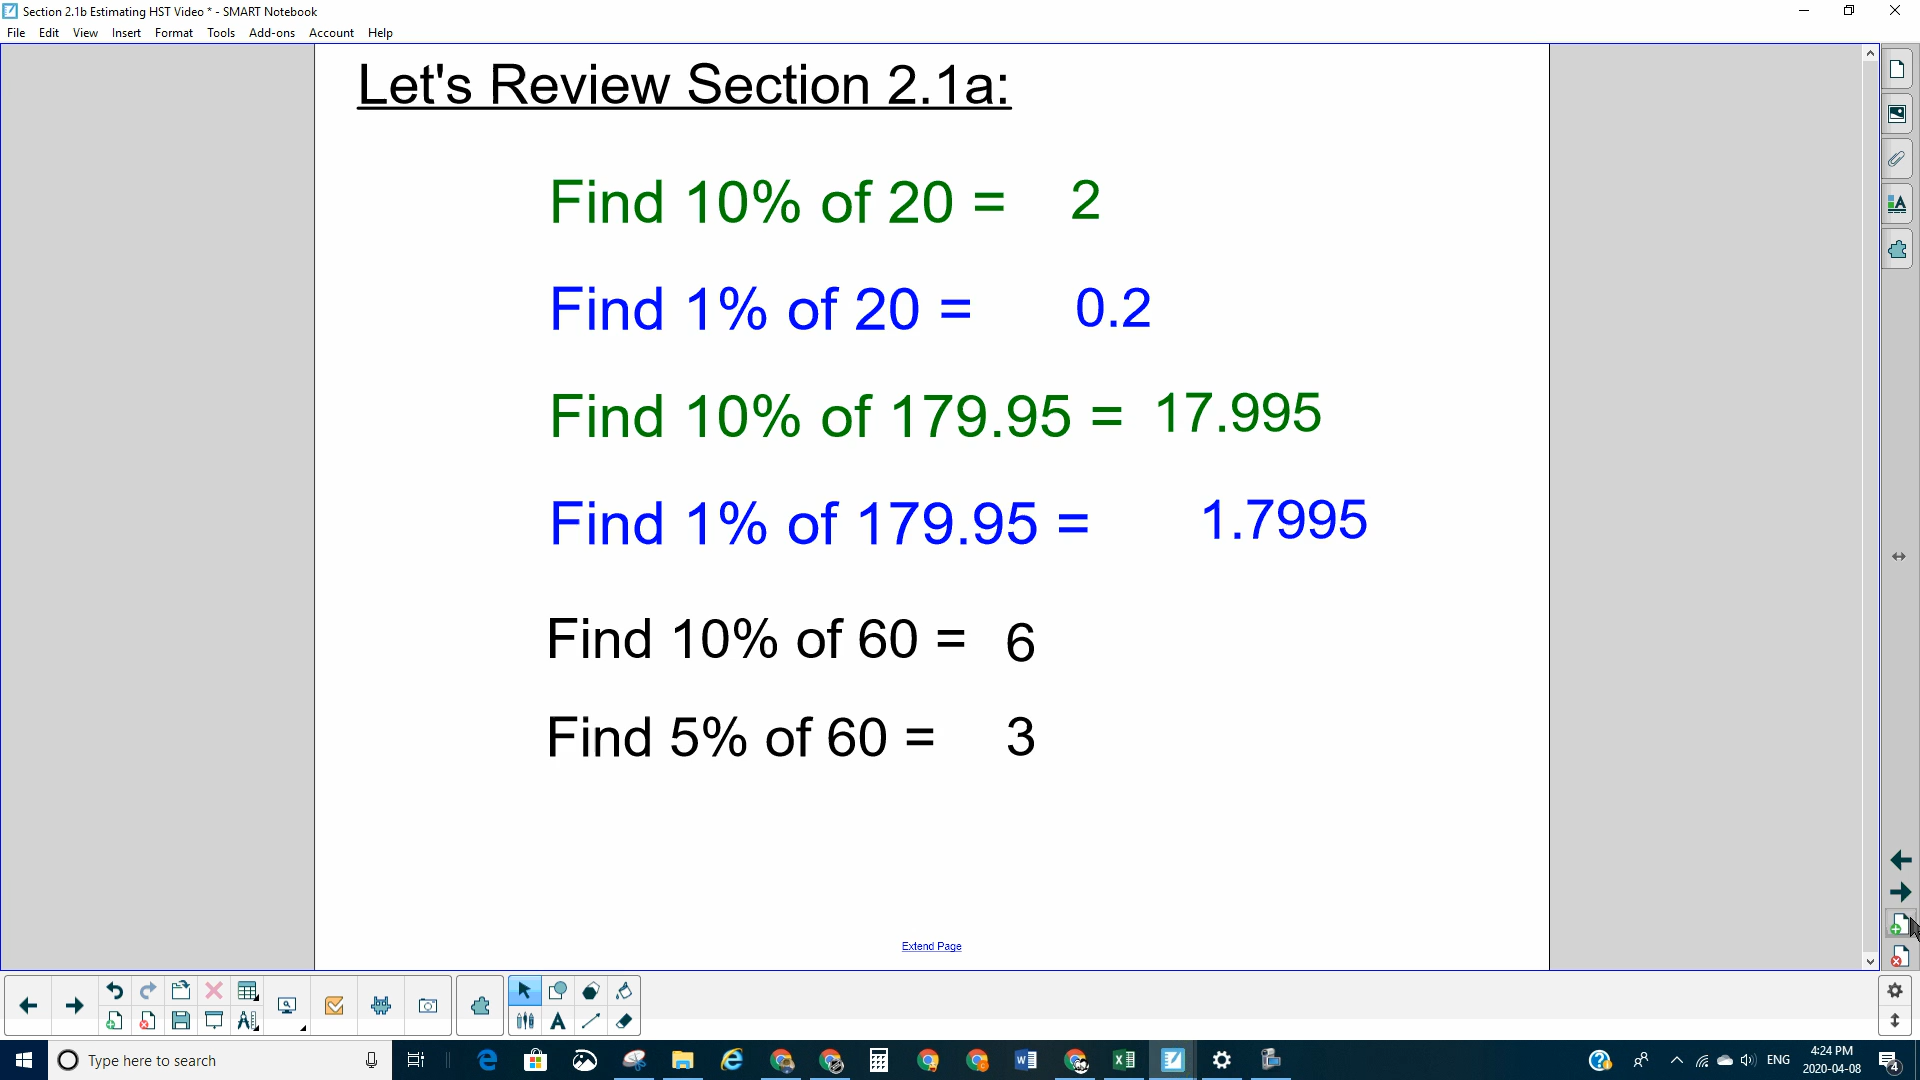 Section 2.1b Estimating HST Video * - SMART Notebook
File Edit View Insert Format Tools Add-ons Account Help
Let's Review Section 2.1a:
Find 10% of 20 = 2
Find 1% of 20 = 0.2
Find 10% of 179.95 = 17.995
Find 1% of 179.95 = 1.7995
Find 10% of 60 = 6
Find 5% of 60 = 3
Extend Page
Type here to search
ENG
4:24 PM
2020-04-08
4